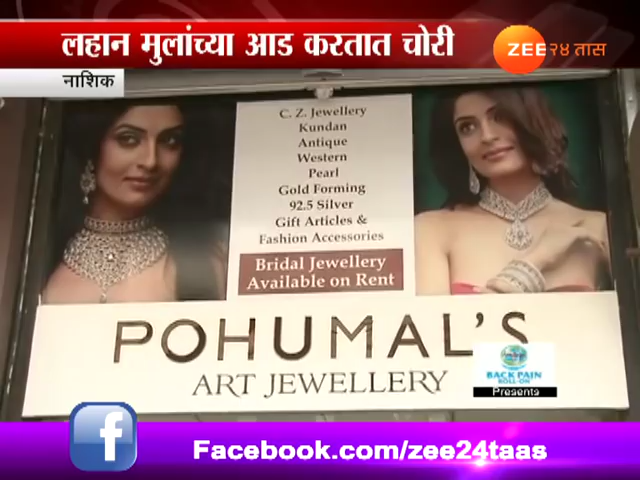 लहान मुलांच्या आड करतात चोरी
ZEE २४ तास
नाशिक
C. Z. Jewellery
Kundan
Antique
Western
Pearl
Gold Forming
92.5 Silver
Gift Articles &
Fashion Accessories
Bridal Jewellery
Available on Rent
POHUMAL'S
ART JEWELLERY
BACK PAIN
ROLL-ON
Presents
f
Facebook.com/zee24taas